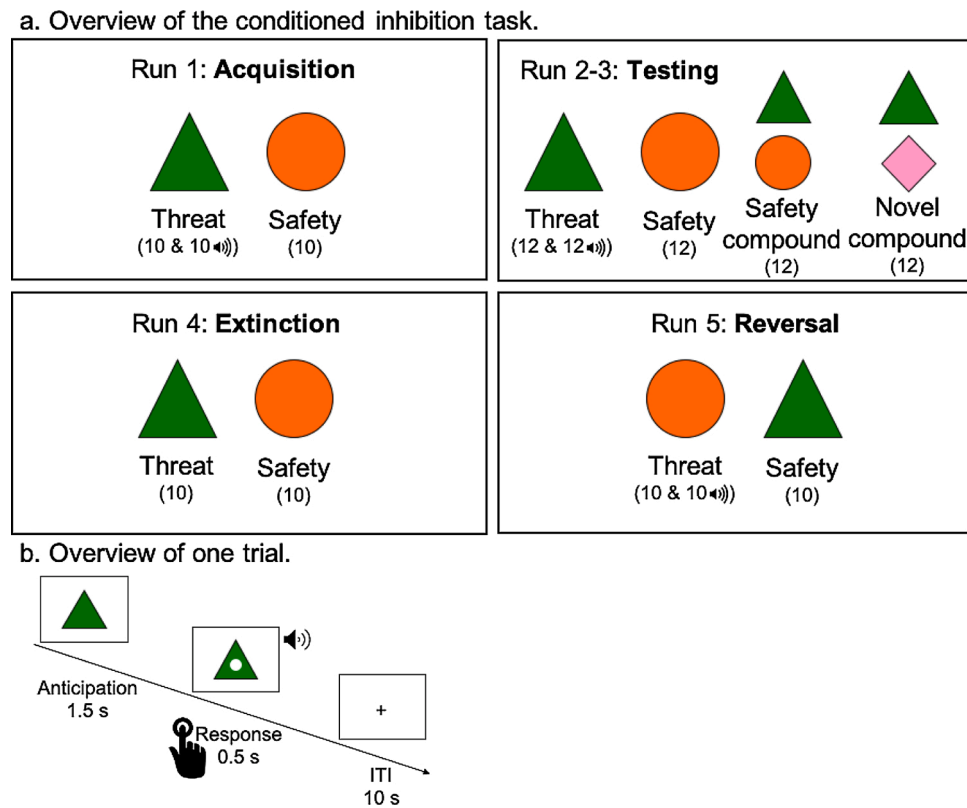 a. Overview of the conditioned inhibition task.
Run 1: Acquisition
Threat
(10 & 10)
Safety
(10)
Run 2-3: Testing
Threat
(12 & 12)
Safety
(12)
Safety
compound
(12)
Novel
compound
(12)
Run 4: Extinction
Threat
(10)
Safety
(10)
Run 5: Reversal
Threat
(10 & 10)
Safety
(10)
b. Overview of one trial.
Anticipation
1.5 s
Response
0.5 s
+
ITI
10 s